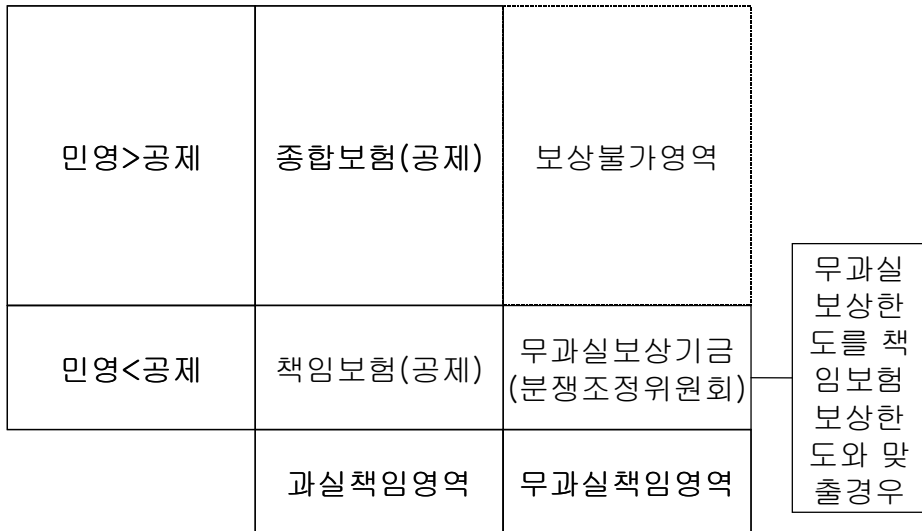 민영>공제
종합보험(공제)
보상불가영역
민영<공제
책임보험(공제)
무과실보상기금
(분쟁조정위원회)
무과실
보상한
도를 책
임보험
보상한
도와 맞
출경우
과실책임영역
무과실책임영역